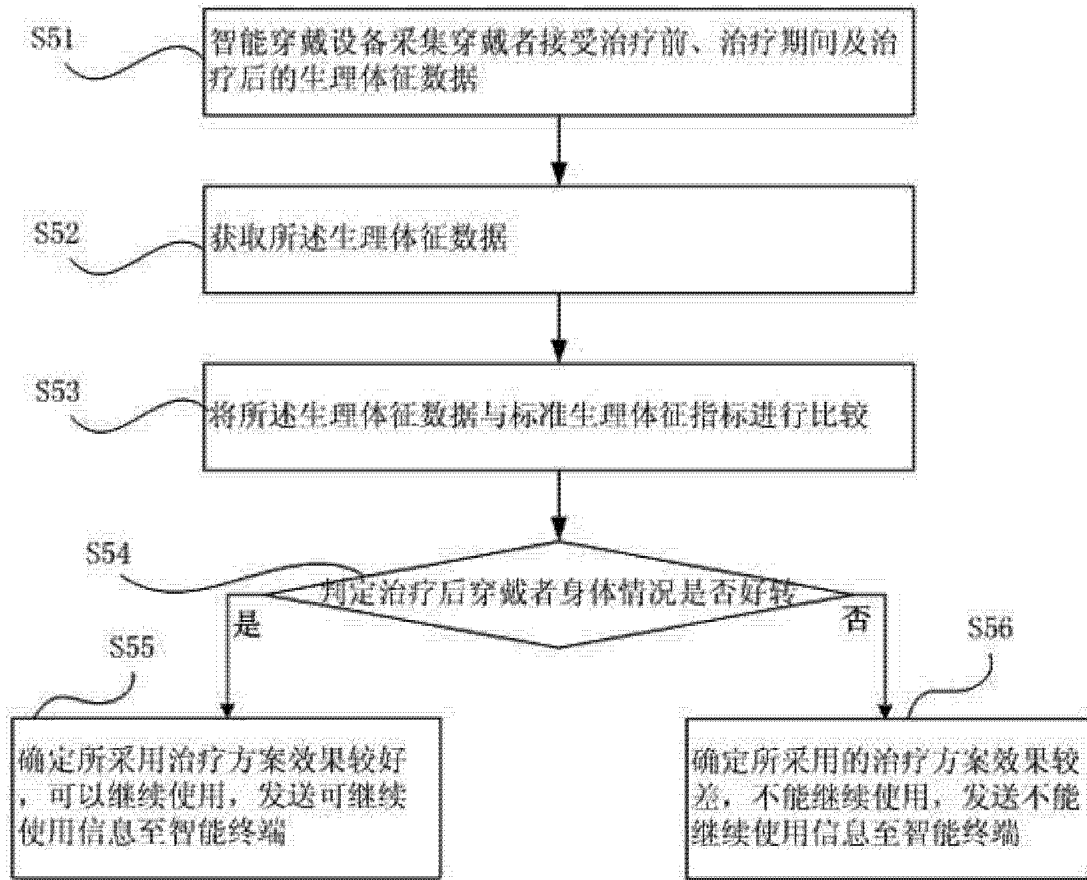 S51
智能穿戴设备采集穿戴者接受治疗前、治疗期间及治
疗后的生理体征数据
S52
获取所述生理体征数据
S53
将所述生理体征数据与标准生理体征指标进行比较
S54
判定治疗后穿戴者身体情况是否好转
是
否
S55
确定所采用治疗方案效果较好
，可以继续使用，发送可继续
使用信息至智能终端
S56
确定所采用的治疗方案效果较
差，不能继续使用，发送不能
继续使用信息至智能终端